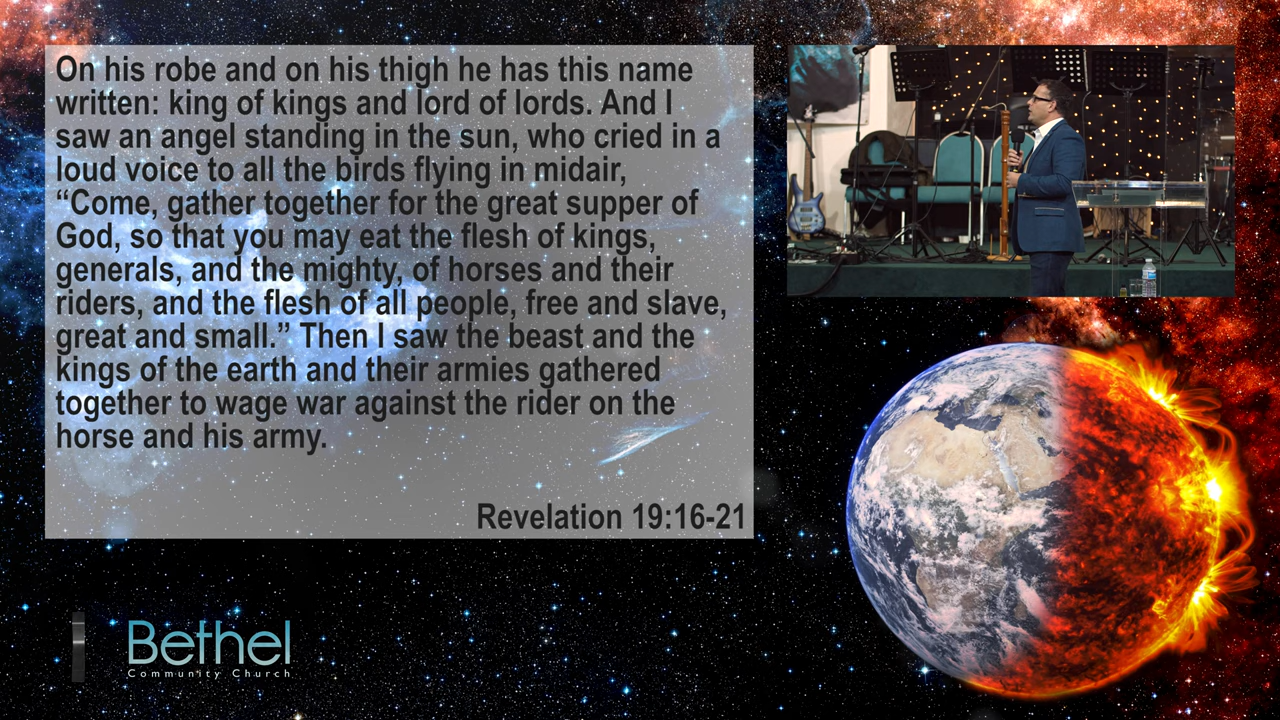 On his robe and on his thigh he has this name
written: king of kings and lord of lords. And I
saw an angel standing in the sun, who cried in a
loud voice to all the birds flying in midair,
“Come, gather together for the great supper of
God, so that you may eat the flesh of kings,
generals, and the mighty, of horses and their
riders, and the flesh of all people, free and slave,
great and small.” Then I saw the beast and the
kings of the earth and their armies gathered
together to wage war against the rider on the
horse and his army.
Revelation 19:16-21
Bethel
Community Church